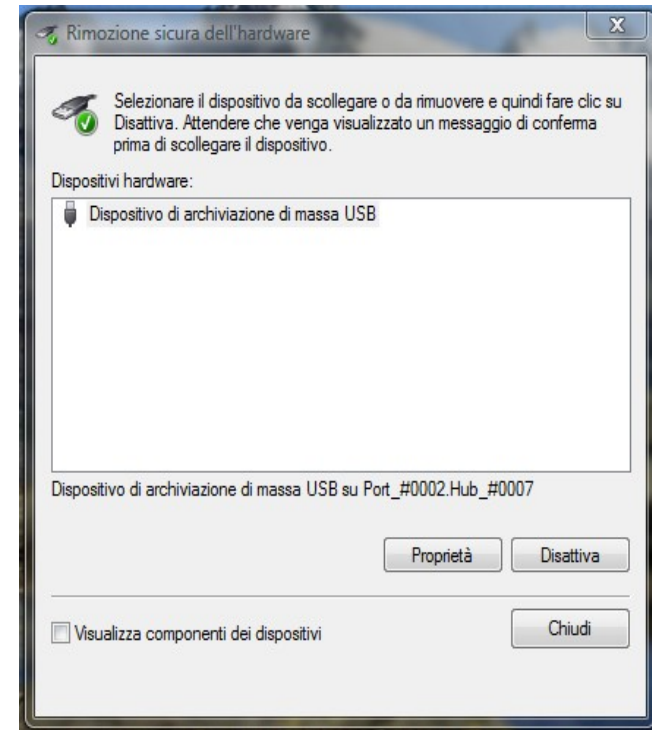 Rimozione sicura dell'hardware
Selezionare il dispositivo da scollegare o da rimuovere e quindi fare clic su
Disattiva. Attendere che venga visualizzato un messaggio di conferma
prima di scollegare il dispositivo.
Dispositivi hardware:
Dispositivo di archiviazione di massa USB
Dispositivo di archiviazione di massa USB su Port_#0002.Hub_#0007
Proprietà Disattiva
Visualizza componenti dei dispositivi Chiudi